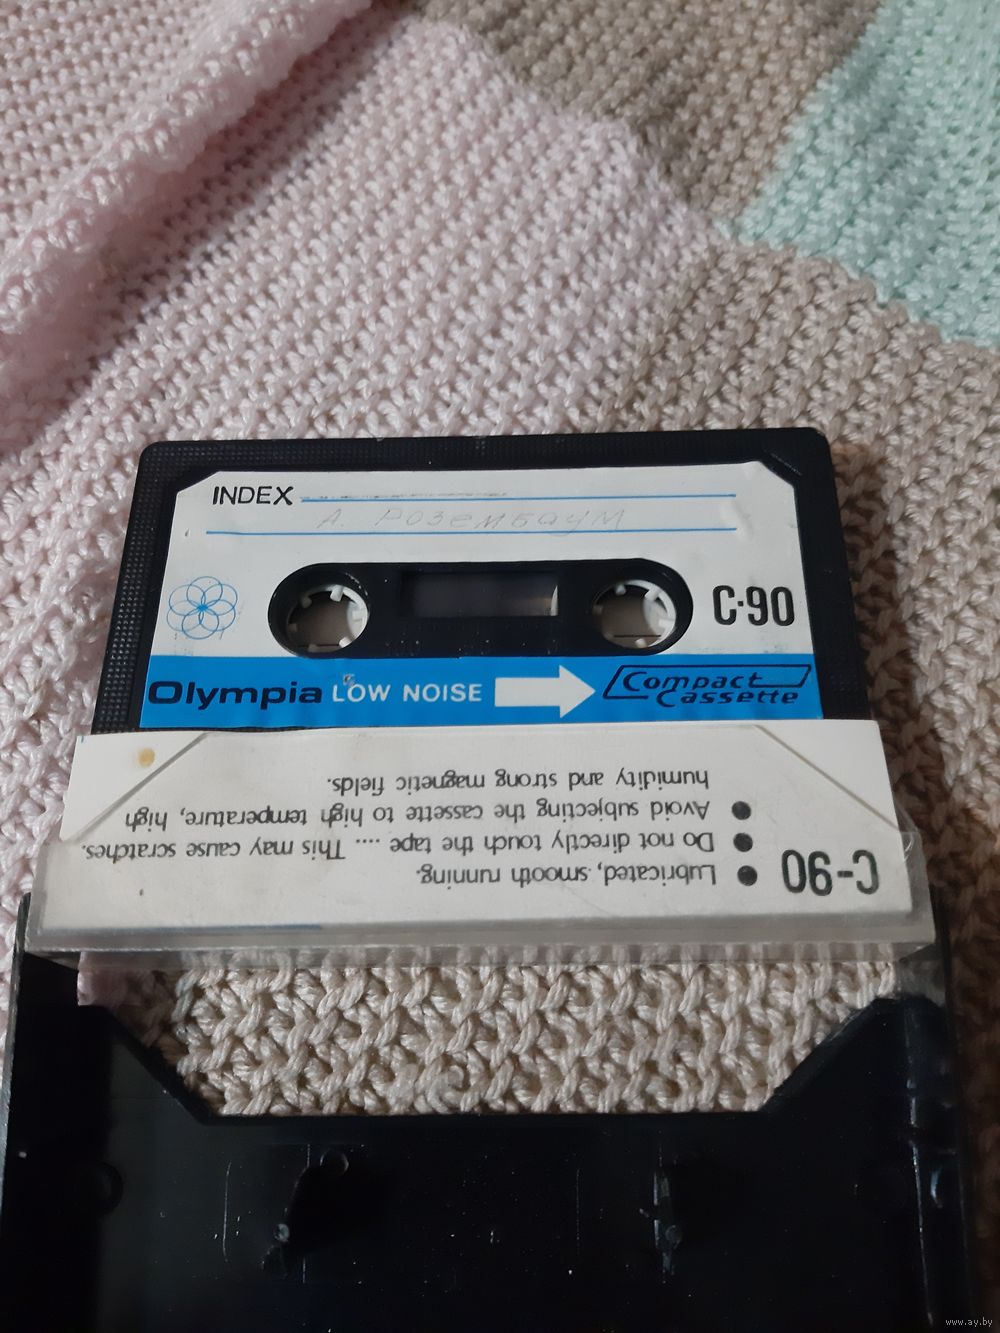 INDEX
А. РОЗЕМБАУМ
C·90
Olympia LOW NOISE
Compact
Cassette
C-90
Lubricated, smooth running.
Do not directly touch the tape .... This may cause scratches.
Avoid subjecting the cassette to high temperature, high
humidity and strong magnetic fields.
www.ay.by